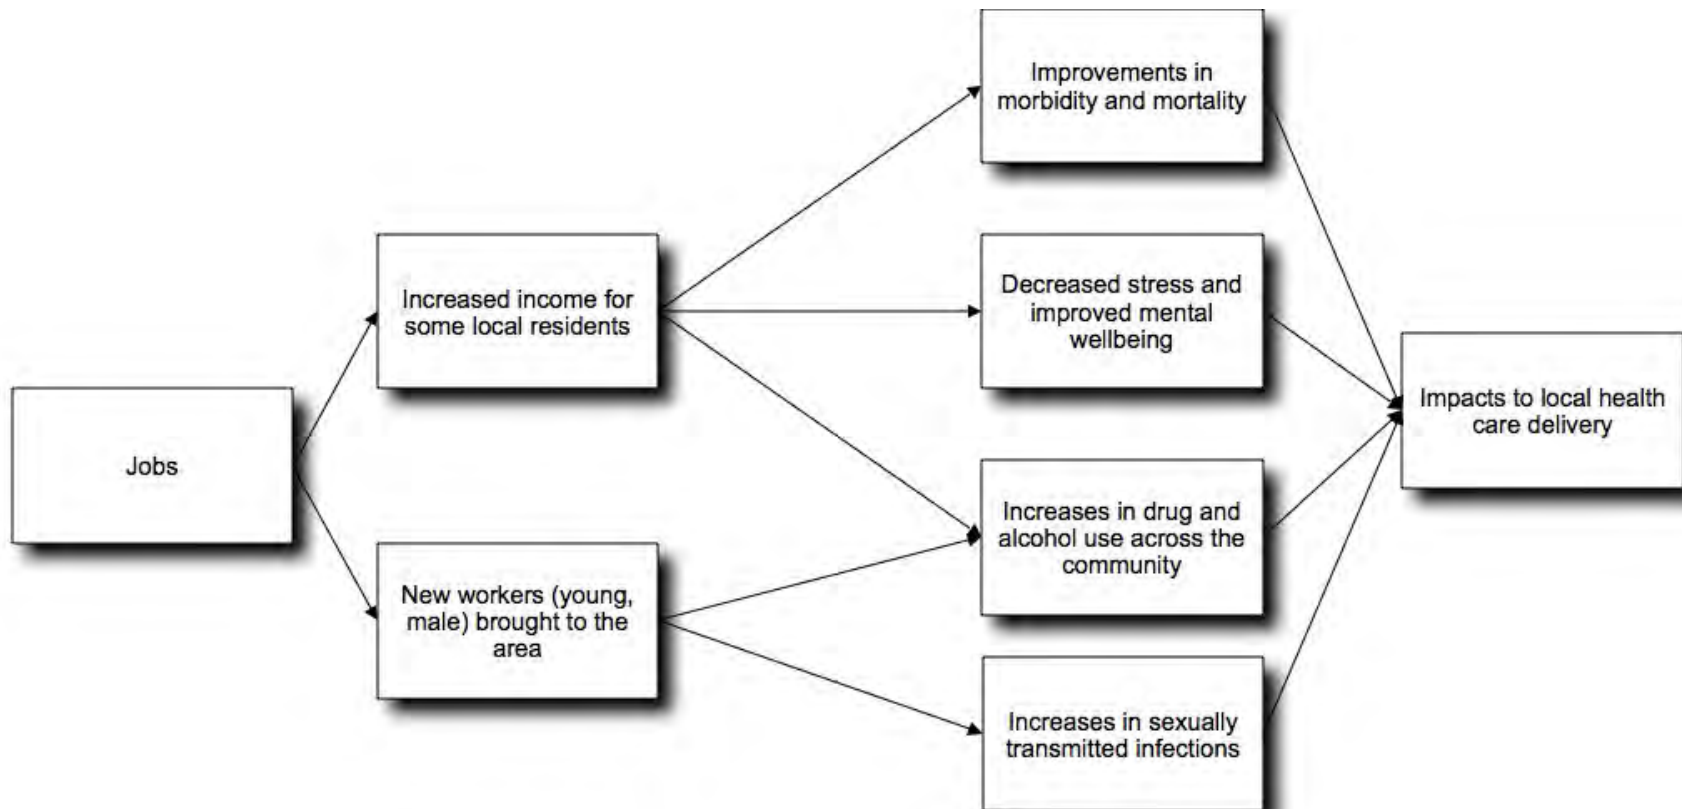 Improvements in
morbidity and mortality
Increased income for
some local residents
Decreased stress and
improved mental
wellbeing
Impacts to local health
care delivery
Jobs
Increases in drug and
alcohol use across the
community
New workers (young,
male) brought to the
area
Increases in sexually
transmitted infections